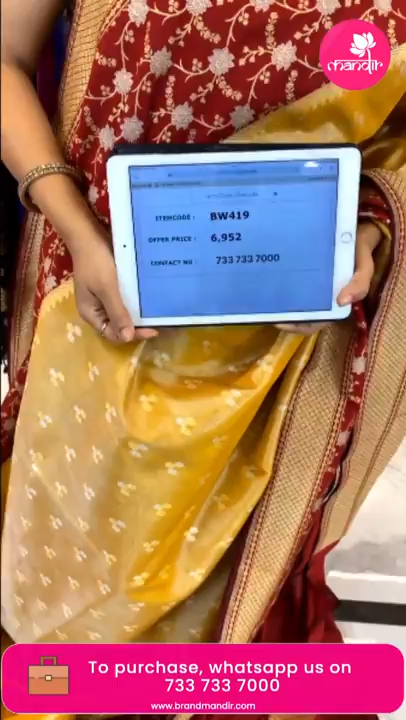 mandir
ITEMCODE : BW419
OFFER PRICE : 6,952
CONTACT NO : 733 733 7000
To purchase, whatsapp us on
733 733 7000
www.brandmandir.com